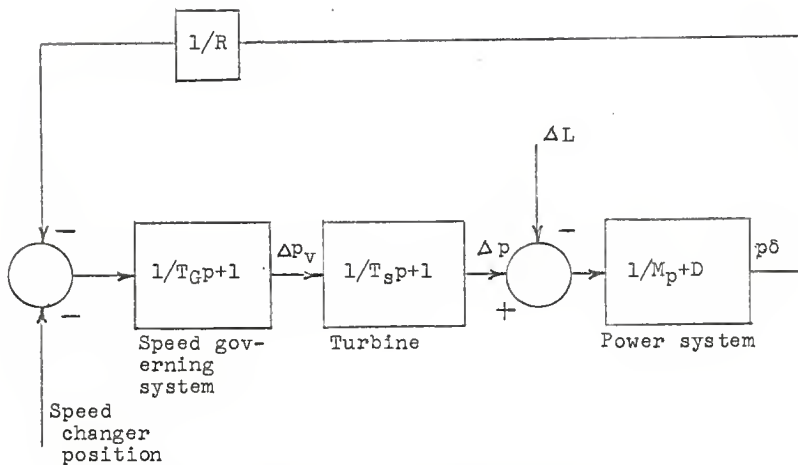 1/R
ΔL
−
−
1/T_Gp+1
Δp_v
1/T_sp+1
Δp
1/M_p+D
pδ
−
+
Speed gov-
erning
system
Turbine
Power system
Speed
changer
position